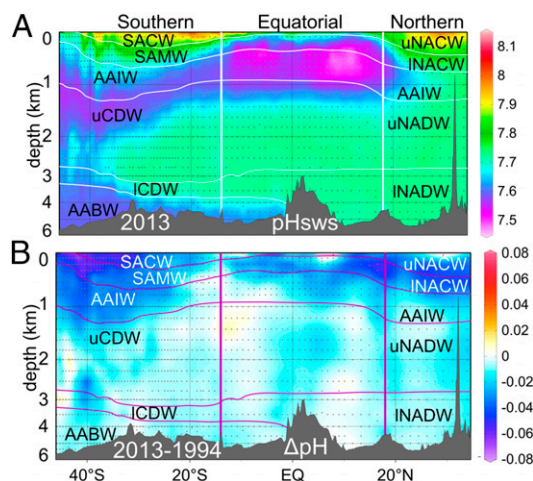 A
Southern
Equatorial
Northern
depth (km)
0
1
2
3
4
6
SACW
SAMW
AAIW
uCDW
lCDW
AABW
uNACW
lNACW
AAIW
uNADW
lNADW
2013
pHsws
8.1
8
7.9
7.8
7.7
7.6
7.5
B
depth (km)
0
1
2
3
4
6
SACW
SAMW
AAIW
uCDW
lCDW
AABW
uNACW
lNACW
AAIW
uNADW
lNADW
2013-1994
ΔpH
0.08
0.06
0.04
0.02
0
-0.02
-0.04
-0.06
-0.08
40°S
20°S
EQ
20°N